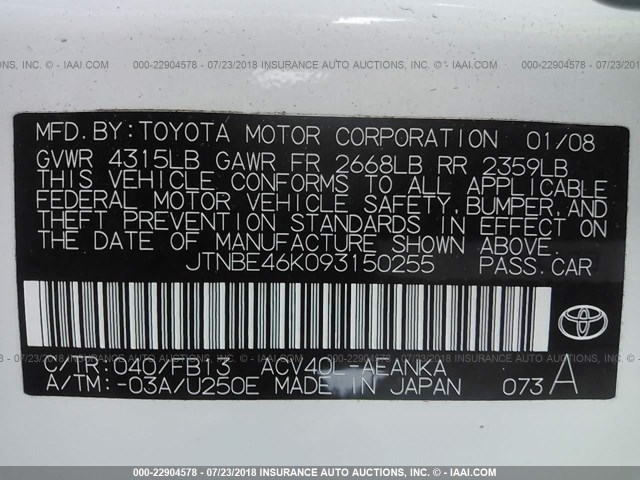 000-22904578 - 07/23/2018 INSURANCE AUTO AUCTIONS, INC. - IAAI.COM
MFD.BY:TOYOTA MOTOR CORPORATION 01/08
GVWR 4315LB GAWR FR 2668LB RR 2359LB
THIS VEHICLE CONFORMS TO ALL APPLICABLE
FEDERAL MOTOR VEHICLE SAFETY,BUMPER,AND
THEFT PREVENTION STANDARDS IN EFFECT ON
THE DATE OF MANUFACTURE SHOWN ABOVE.
JTNBE46K093150255 PASS.CAR
C/TR:040/FB13 ACV40L-AEANKA
A/TM:-03A/U250E MADE IN JAPAN 073A
000-22904578 - 07/23/2018 INSURANCE AUTO AUCTIONS, INC. - IAAI.COM